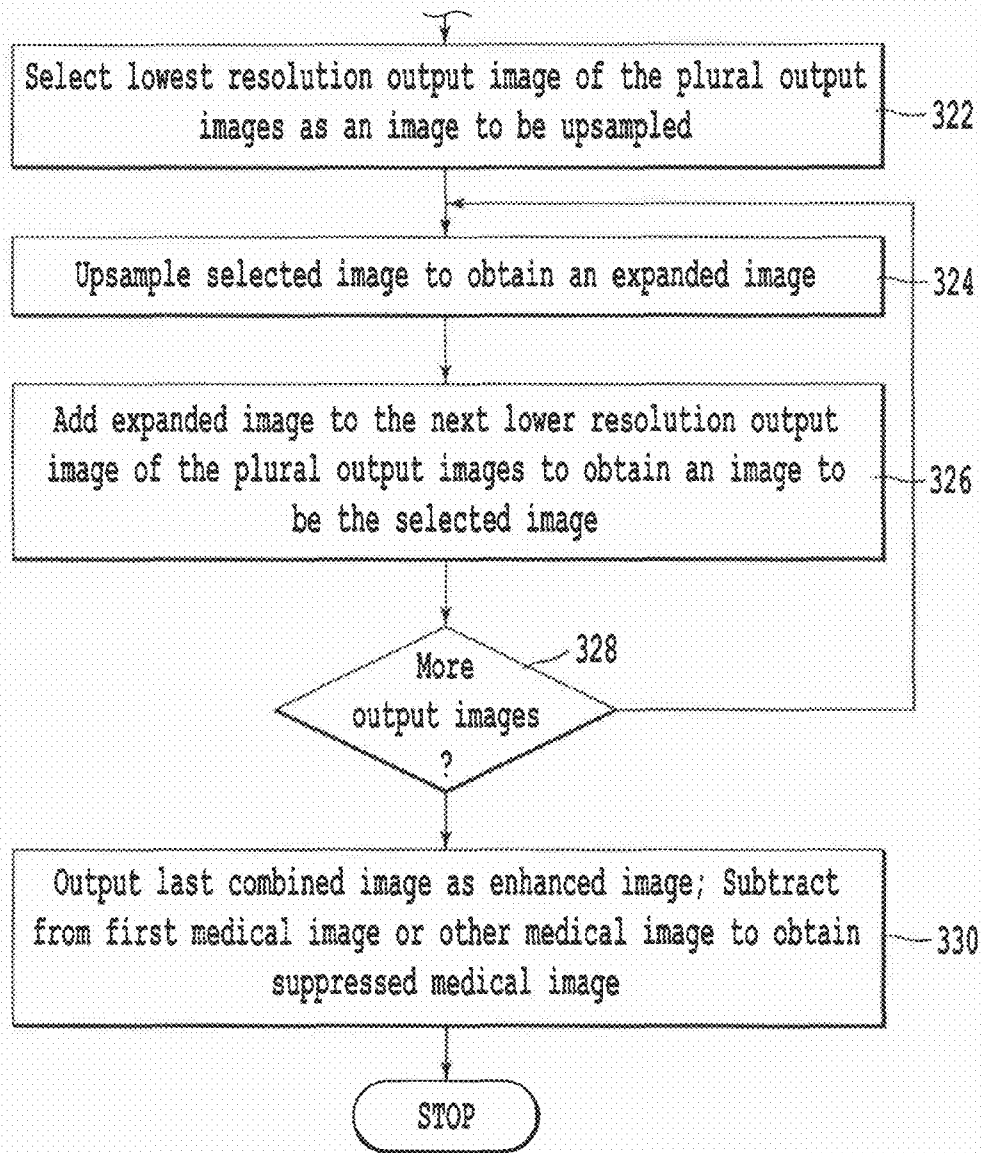 Select lowest resolution output image of the plural output
images as an image to be upsampled
322
Upsample selected image to obtain an expanded image
324
Add expanded image to the next lower resolution output
image of the plural output images to obtain an image to
be the selected image
326
More
output images
?
328
Output last combined image as enhanced image; Subtract
from first medical image or other medical image to obtain
suppressed medical image
330
STOP